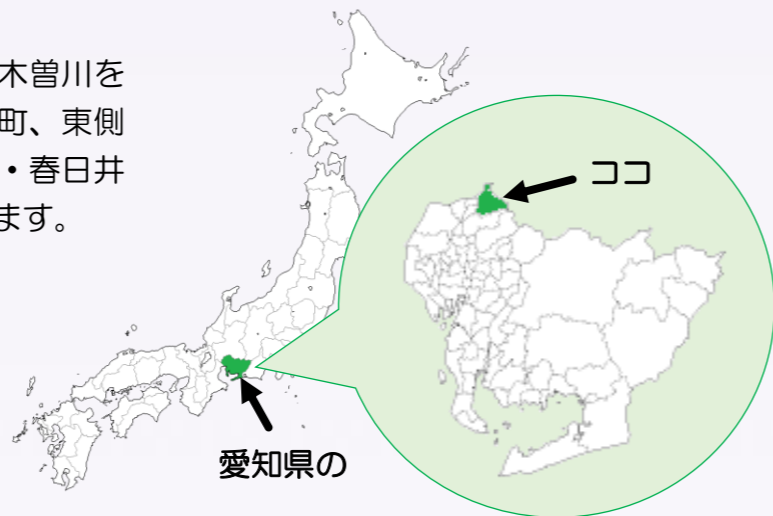 木曽川を
町、東側
・春日井
ます。
ココ
愛知県の